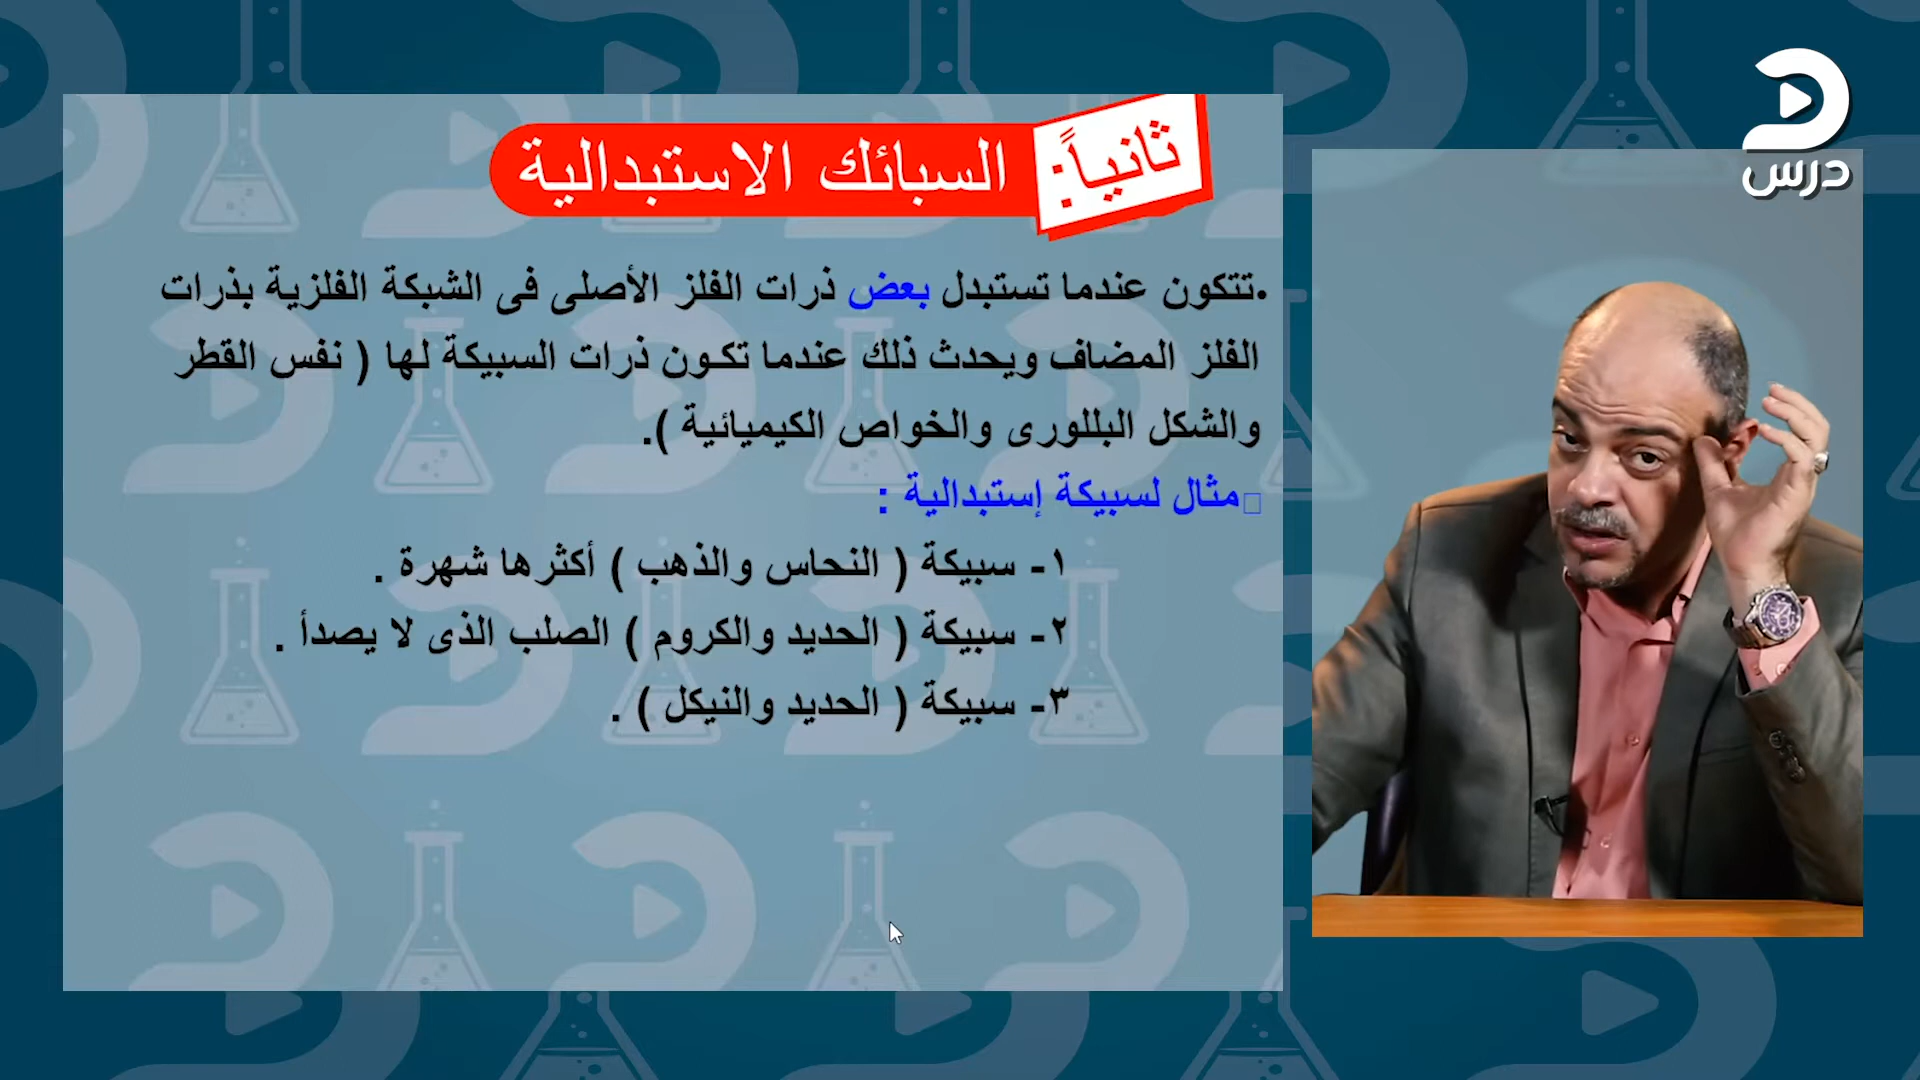 ثانياً: السبائك الاستبدالية
•تتكون عندما تستبدل بعض ذرات الفلز الأصلى فى الشبكة الفلزية بذرات
الفلز المضاف ويحدث ذلك عندما تكون ذرات السبيكة لها ( نفس القطر
والشكل البللورى والخواص الكيميائية ).
مثال لسبيكة إستبدالية :
١- سبيكة ( النحاس والذهب ) أكثرها شهرة .
٢- سبيكة ( الحديد والكروم ) الصلب الذى لا يصدأ .
٣- سبيكة ( الحديد والنيكل ) .
درس